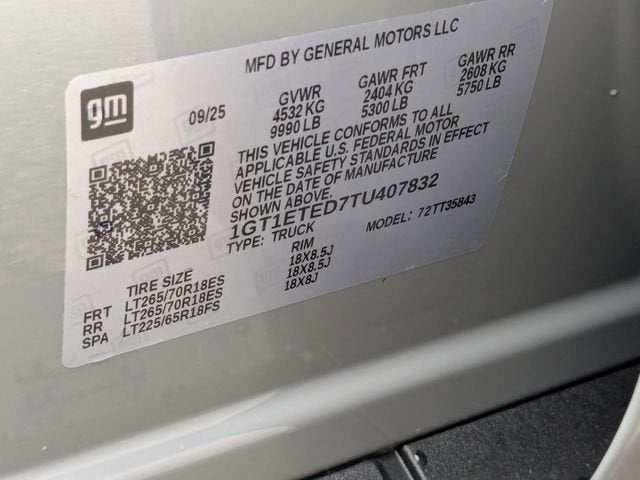 MFD BY GENERAL MOTORS LLC
gm
09/25
GVWR
4532 KG
9990 LB
GAWR FRT
2404 KG
5300 LB
GAWR RR
2608 KG
5750 LB
THIS VEHICLE CONFORMS TO ALL
APPLICABLE U.S. FEDERAL MOTOR
VEHICLE SAFETY STANDARDS IN EFFECT
ON THE DATE OF MANUFACTURE
SHOWN ABOVE.
1GT1ETED7TU407832
TYPE: TRUCK
MODEL: 72TT35843
TIRE SIZE RIM
FRT LT265/70R18ES 18X8.5J
RR LT265/70R18ES 18X8.5J
SPA LT225/65R18FS 18X8J